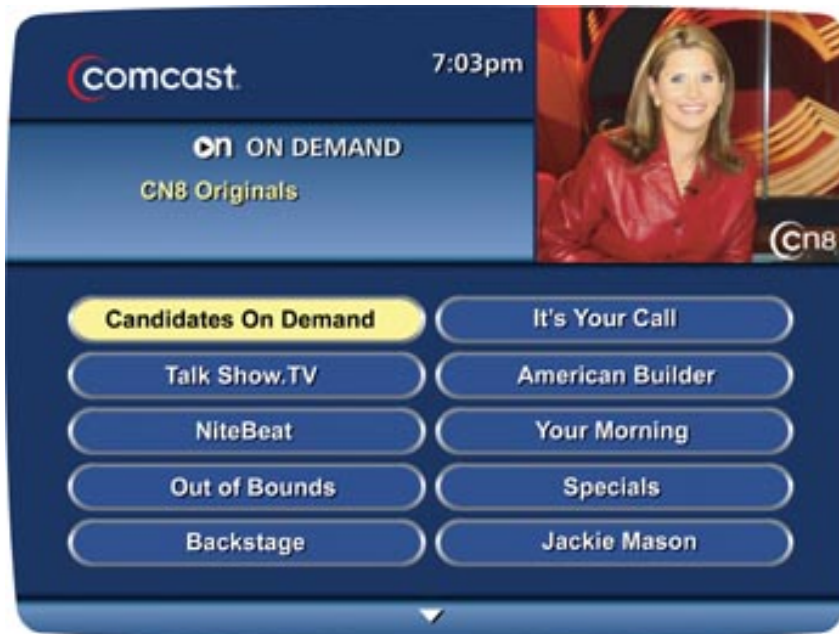 comcast.
7:03pm
on ON DEMAND
CN8 Originals
cn8
Candidates On Demand
It's Your Call
Talk Show.TV
American Builder
NiteBeat
Your Morning
Out of Bounds
Specials
Backstage
Jackie Mason